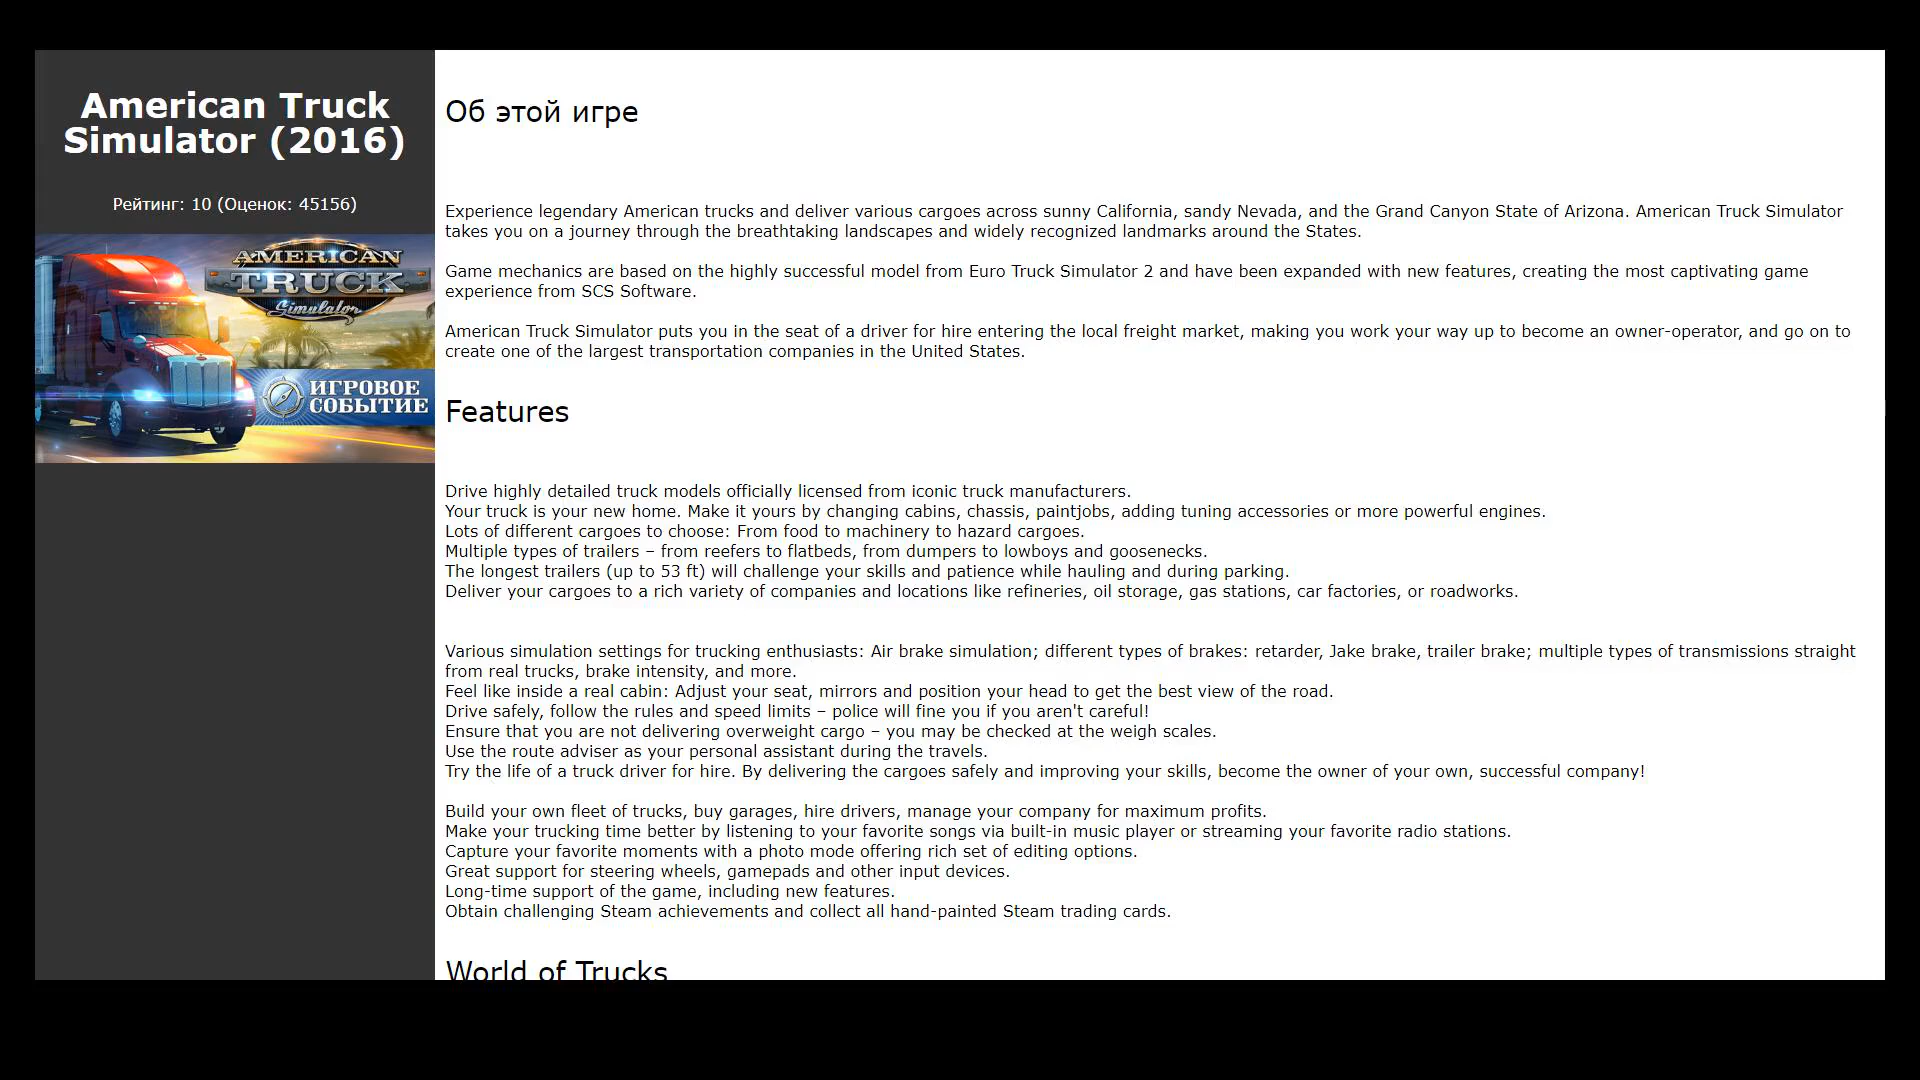 American Truck
Simulator (2016)
Рейтинг: 10 (Оценок: 45156)
AMERICAN
TRUCK
Simulator
ИГРОВОЕ
СОБЫТИЕ
Об этой игре
Experience legendary American trucks and deliver various cargoes across sunny California, sandy Nevada, and the Grand Canyon State of Arizona. American Truck Simulator
takes you on a journey through the breathtaking landscapes and widely recognized landmarks around the States.
Game mechanics are based on the highly successful model from Euro Truck Simulator 2 and have been expanded with new features, creating the most captivating game
experience from SCS Software.
American Truck Simulator puts you in the seat of a driver for hire entering the local freight market, making you work your way up to become an owner-operator, and go on to
create one of the largest transportation companies in the United States.
Features
Drive highly detailed truck models officially licensed from iconic truck manufacturers.
Your truck is your new home. Make it yours by changing cabins, chassis, paintjobs, adding tuning accessories or more powerful engines.
Lots of different cargoes to choose: From food to machinery to hazard cargoes.
Multiple types of trailers – from reefers to flatbeds, from dumpers to lowboys and goosenecks.
The longest trailers (up to 53 ft) will challenge your skills and patience while hauling and during parking.
Deliver your cargoes to a rich variety of companies and locations like refineries, oil storage, gas stations, car factories, or roadworks.
Various simulation settings for trucking enthusiasts: Air brake simulation; different types of brakes: retarder, Jake brake, trailer brake; multiple types of transmissions straight
from real trucks, brake intensity, and more.
Feel like inside a real cabin: Adjust your seat, mirrors and position your head to get the best view of the road.
Drive safely, follow the rules and speed limits – police will fine you if you aren't careful!
Ensure that you are not delivering overweight cargo – you may be checked at the weigh scales.
Use the route adviser as your personal assistant during the travels.
Try the life of a truck driver for hire. By delivering the cargoes safely and improving your skills, become the owner of your own, successful company!
Build your own fleet of trucks, buy garages, hire drivers, manage your company for maximum profits.
Make your trucking time better by listening to your favorite songs via built-in music player or streaming your favorite radio stations.
Capture your favorite moments with a photo mode offering rich set of editing options.
Great support for steering wheels, gamepads and other input devices.
Long-time support of the game, including new features.
Obtain challenging Steam achievements and collect all hand-painted Steam trading cards.
World of Trucks